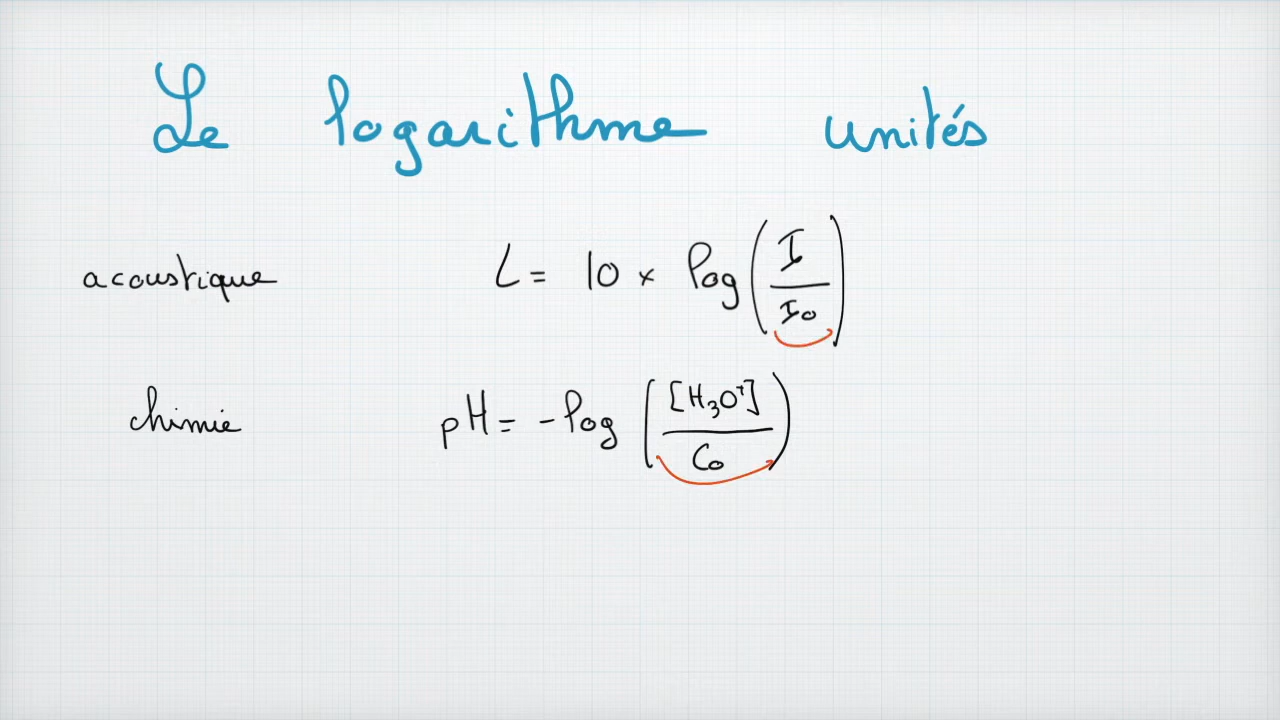 Le logarithme unités
acoustique L = 10 × log(I/I₀)
chimie pH = -log([H₃O⁺]/C₀)